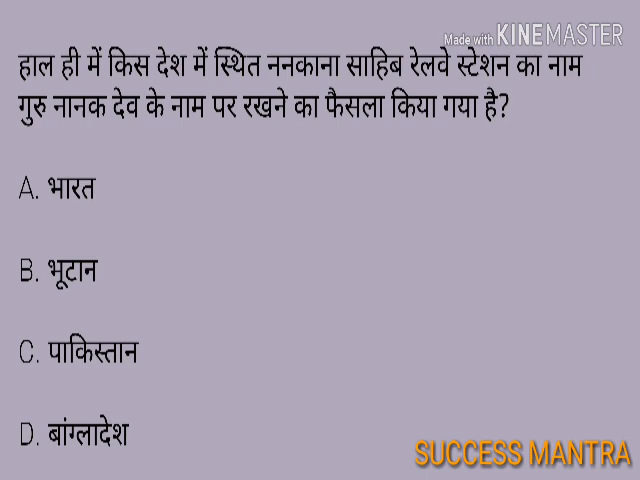 Made with KINEMASTER
हाल ही में किस देश में स्थित ननकाना साहिब रेलवे स्टेशन का नाम
गुरु नानक देव के नाम पर रखने का फैसला किया गया है?
A. भारत
B. भूटान
C. पाकिस्तान
D. बांग्लादेश
SUCCESS MANTRA